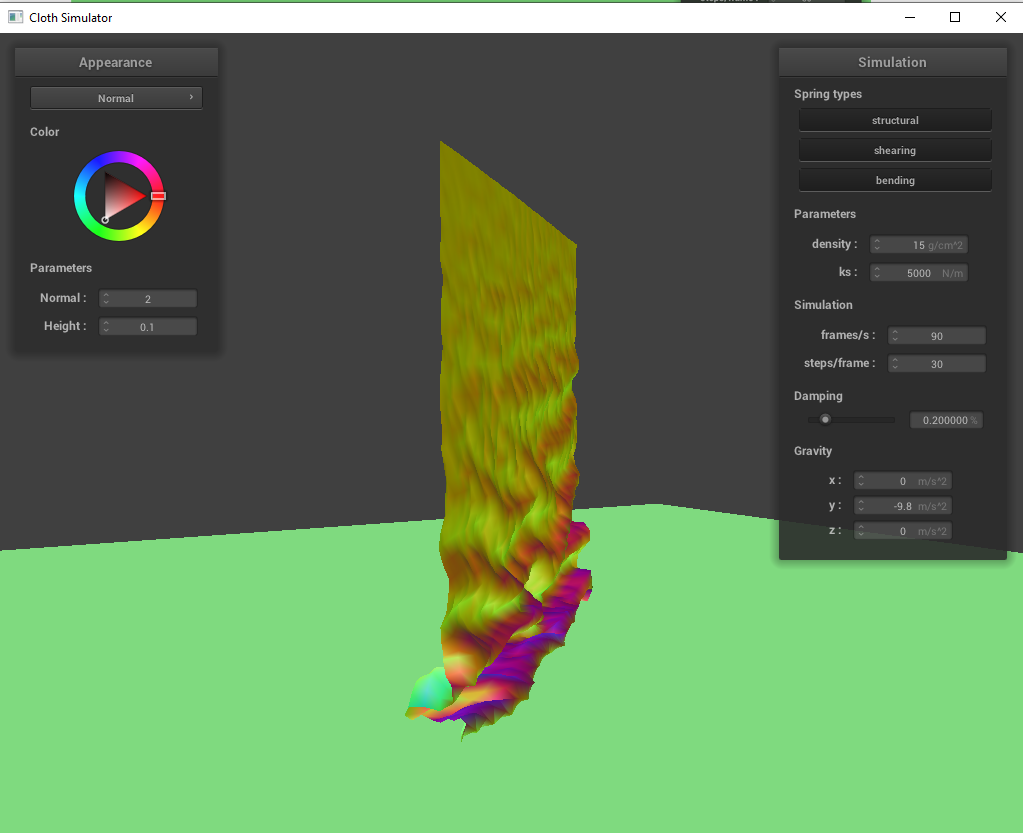 Cloth Simulator
Appearance
Normal
Color
Parameters
Normal : 2
Height : 0.1
Simulation
Spring types
structural
shearing
bending
Parameters
density : 15 g/cm^2
ks : 5000 N/m
Simulation
frames/s : 90
steps/frame : 30
Damping
0.200000 %
Gravity
x : 0 m/s^2
y : -9.8 m/s^2
z : 0 m/s^2